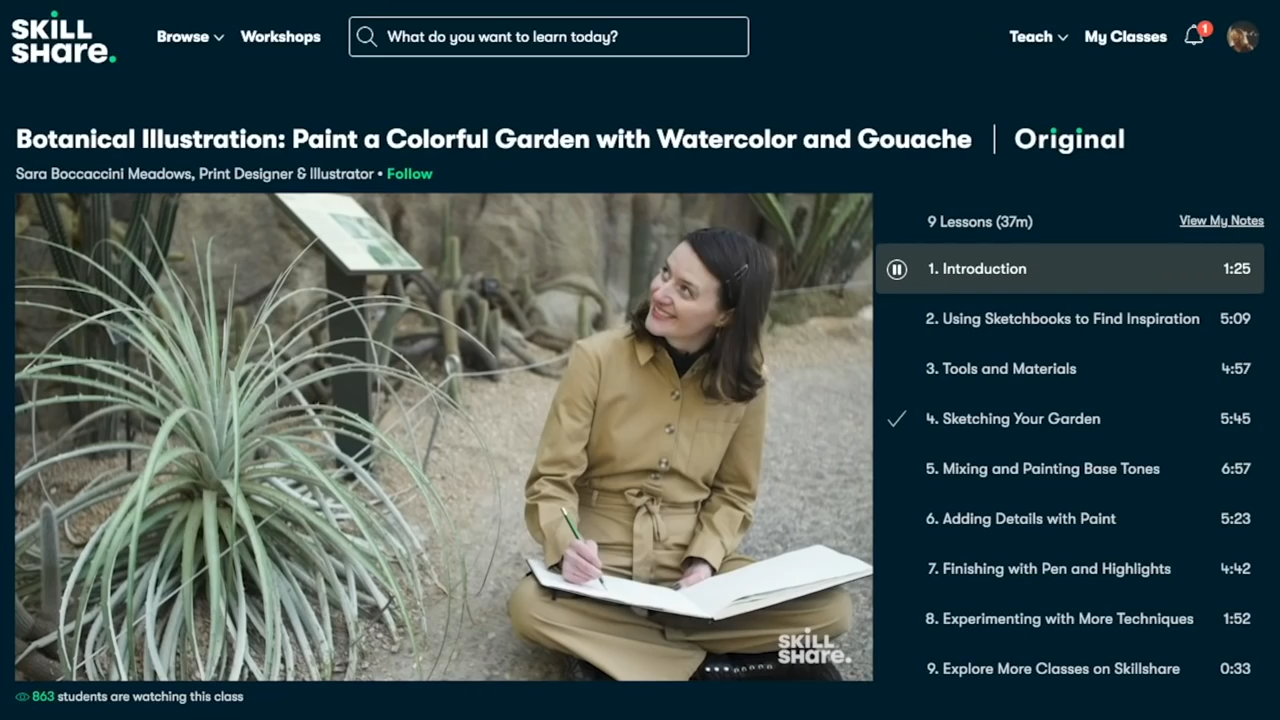 SKILL
SHare.
Browse
Workshops
What do you want to learn today?
Teach
My Classes
1
Botanical Illustration: Paint a Colorful Garden with Watercolor and Gouache | Original
Sara Boccaccini Meadows, Print Designer & Illustrator • Follow
9 Lessons (37m)
View My Notes
1. Introduction 1:25
2. Using Sketchbooks to Find Inspiration 5:09
3. Tools and Materials 4:57
4. Sketching Your Garden 5:45
5. Mixing and Painting Base Tones 6:57
6. Adding Details with Paint 5:23
7. Finishing with Pen and Highlights 4:42
8. Experimenting with More Techniques 1:52
9. Explore More Classes on Skillshare 0:33
SKILL
SHare.
863 students are watching this class